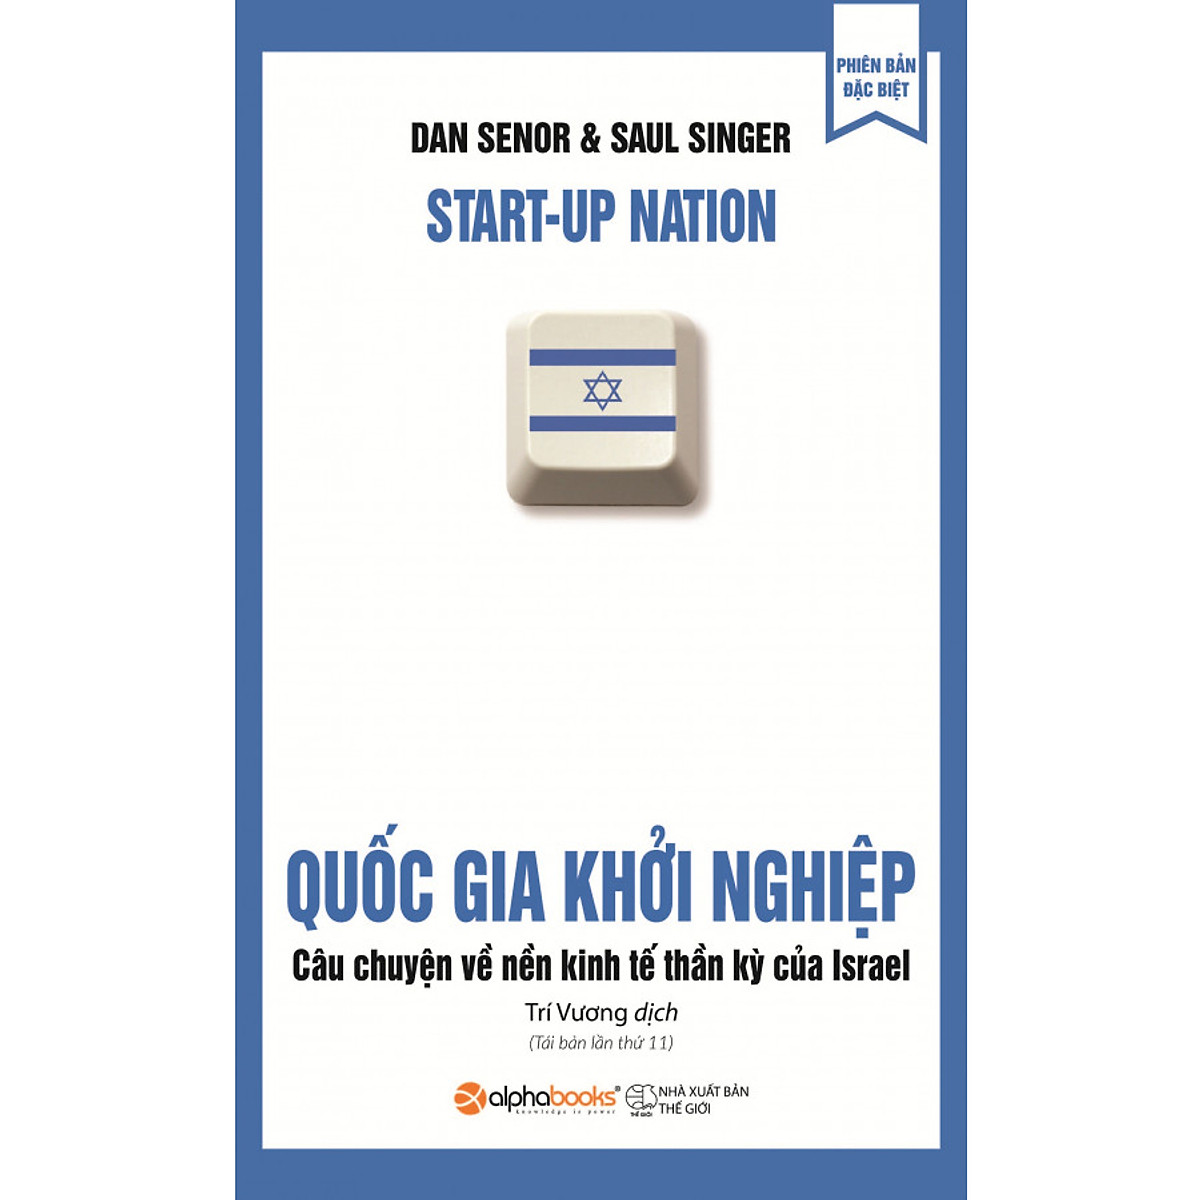 PHIÊN BẢN
ĐẶC BIỆT
DAN SENOR & SAUL SINGER
START-UP NATION
QUỐC GIA KHỞI NGHIỆP
Câu chuyện về nền kinh tế thần kỳ của Israel
Trí Vương dịch
(Tái bản lần thứ 11)
alphabooks®
Knowledge is power
THẾ GIỚI
NHÀ XUẤT BẢN
THẾ GIỚI